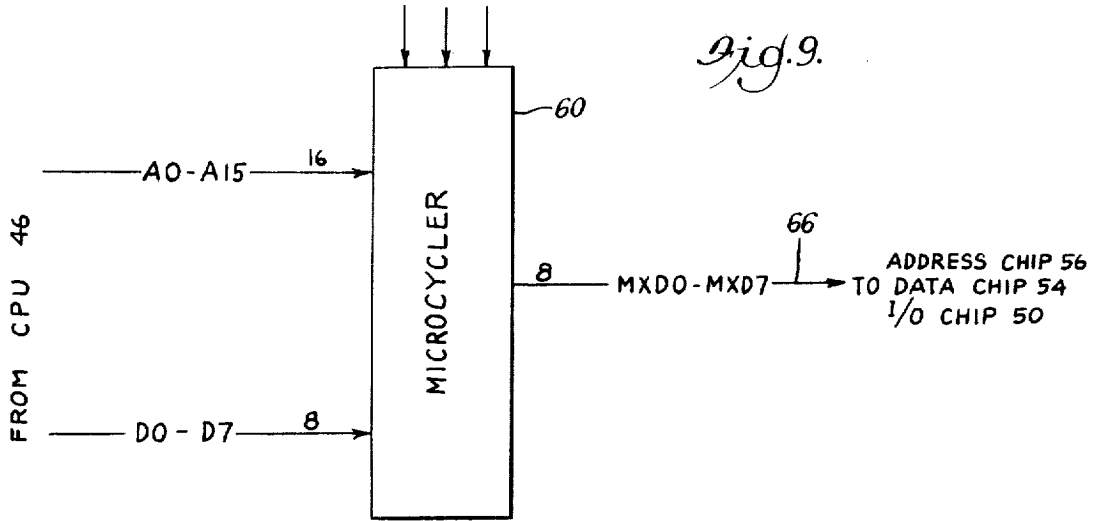 Fig.9.
60
A0-A15 16
FROM CPU 46
MICROCYCLER
66
8 MXD0-MXD7
ADDRESS CHIP 56
TO DATA CHIP 54
I/O CHIP 50
D0-D7 8